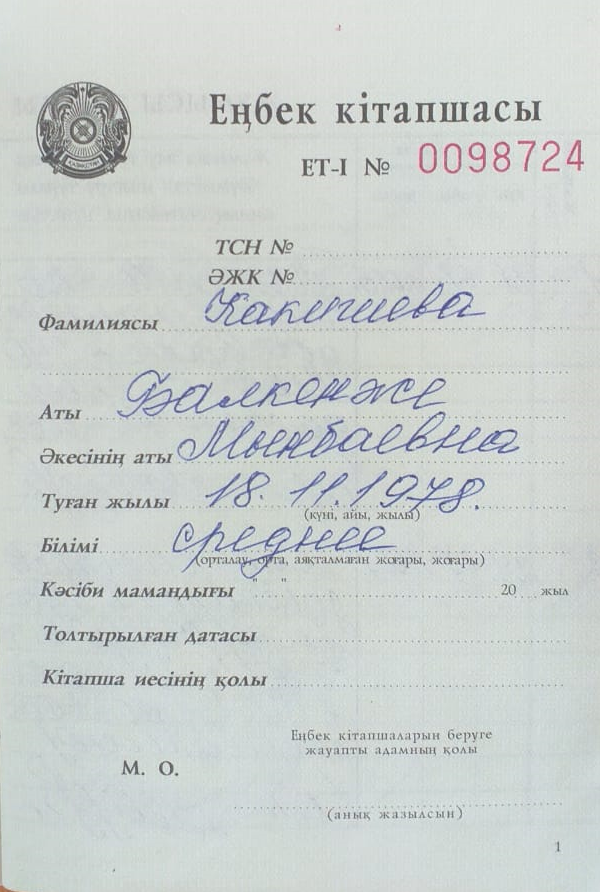 Еңбек кітапшасы
ҚАЗАҚСТАН
ЕТ-I № 0098724
ТСН №
ӘЖК №
Фамилиясы Какишева
Аты Балкенже
Әкесінің аты Мынбаевна
Туған жылы 18.11.1978.
(күні, айы, жылы)
Білімі среднее
(орталау, орта, аяқталмаған жоғары, жоғары)
Кәсіби мамандығы " " 20 жыл
Толтырылған датасы
Кітапша иесінің қолы
Еңбек кітапшаларын беруге
жауапты адамның қолы
М. О.
(анық жазылсын)
1